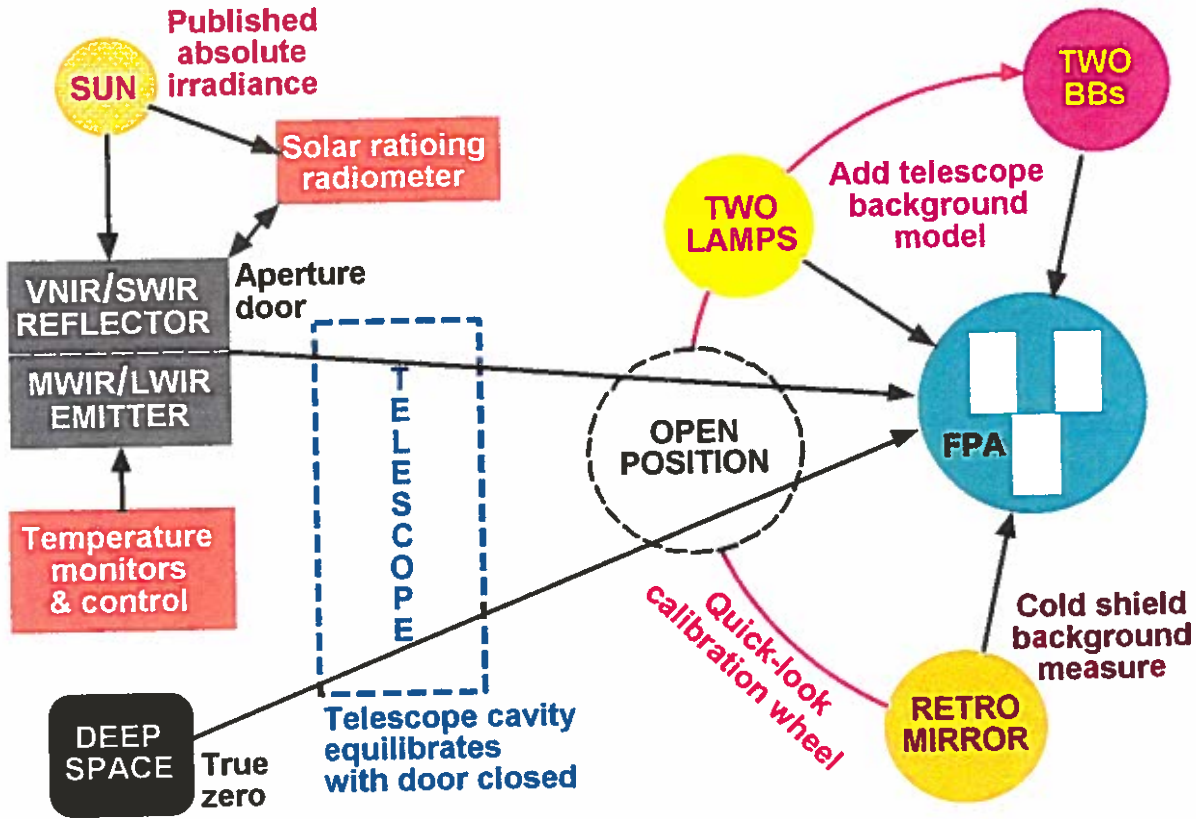 Published
absolute
irradiance
SUN
Solar ratioing
radiometer
VNIR/SWIR
REFLECTOR
MWIR/LWIR
EMITTER
Aperture
door
Temperature
monitors
& control
DEEP
SPACE
True
zero
TELESCOPE
Telescope cavity
equilibrates
with door closed
OPEN
POSITION
TWO
LAMPS
Add telescope
background
model
TWO
BBs
FPA
Quick-look
calibration wheel
RETRO
MIRROR
Cold shield
background
measure